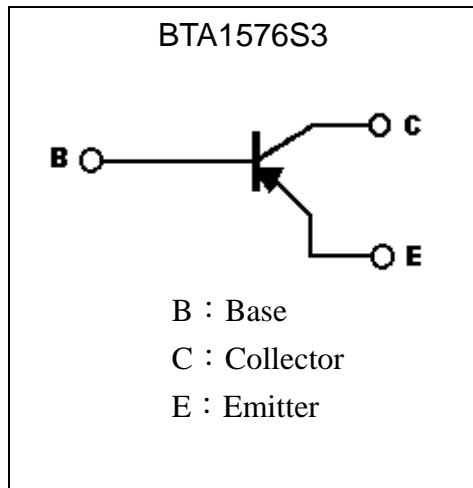 BTA1576S3
C
B
E
B：Base
C：Collector
E：Emitter